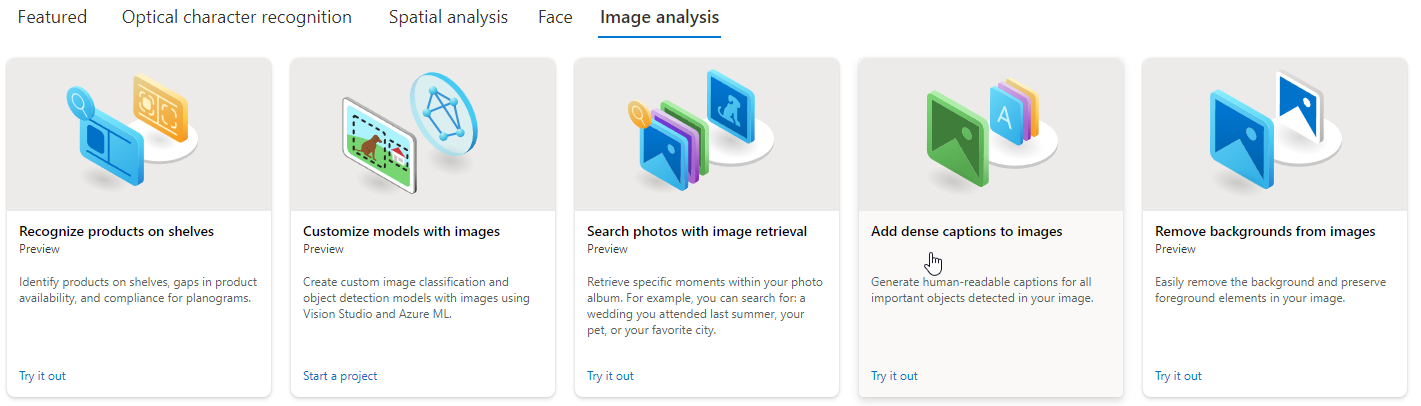 Featured
Optical character recognition
Spatial analysis
Face
Image analysis
Recognize products on shelves
Preview
Identify products on shelves, gaps in product
availability, and compliance for planograms.
Try it out
Customize models with images
Preview
Create custom image classification and
object detection models with images using
Vision Studio and Azure ML.
Start a project
Search photos with image retrieval
Preview
Retrieve specific moments within your photo
album. For example, you can search for: a
wedding you attended last summer, your
pet, or your favorite city.
Try it out
A
Add dense captions to images
Generate human-readable captions for all
important objects detected in your image.
Try it out
Remove backgrounds from images
Preview
Easily remove the background and preserve
foreground elements in your image.
Try it out